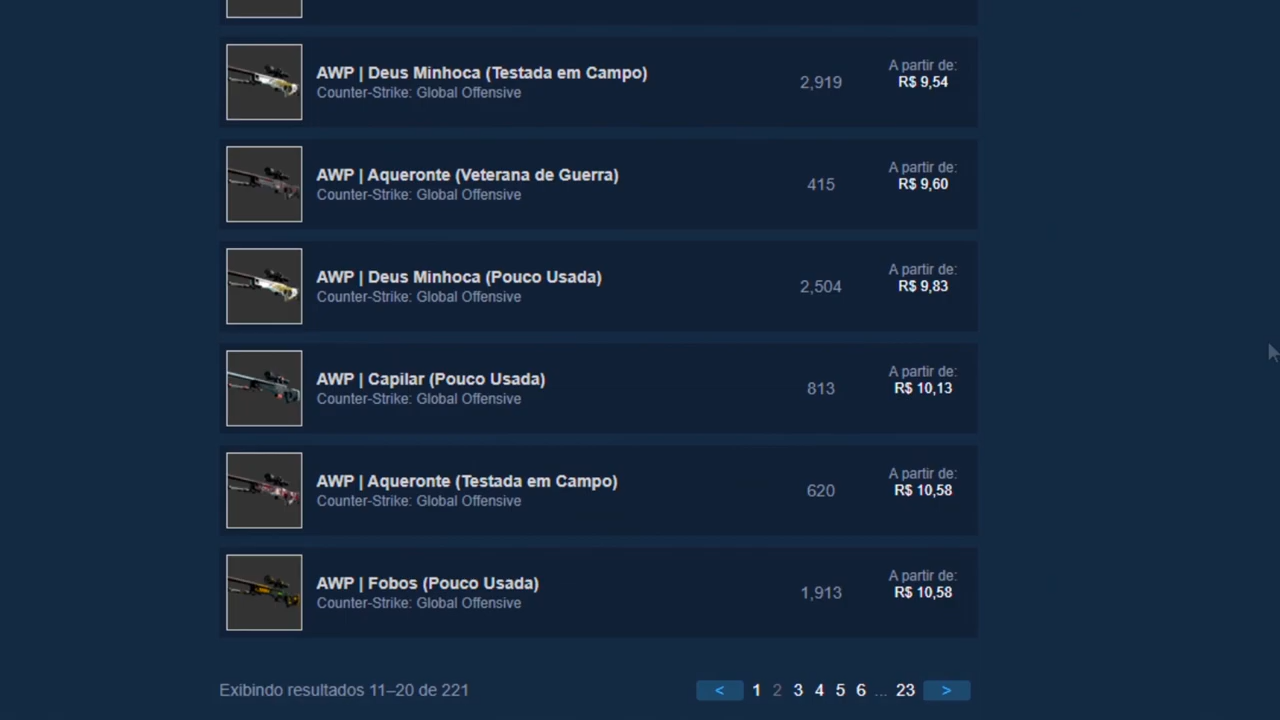 AWP | Deus Minhoca (Testada em Campo)
Counter-Strike: Global Offensive
2,919
A partir de:
R$ 9,54
AWP | Aqueronte (Veterana de Guerra)
Counter-Strike: Global Offensive
415
A partir de:
R$ 9,60
AWP | Deus Minhoca (Pouco Usada)
Counter-Strike: Global Offensive
2,504
A partir de:
R$ 9,83
AWP | Capilar (Pouco Usada)
Counter-Strike: Global Offensive
813
A partir de:
R$ 10,13
AWP | Aqueronte (Testada em Campo)
Counter-Strike: Global Offensive
620
A partir de:
R$ 10,58
AWP | Fobos (Pouco Usada)
Counter-Strike: Global Offensive
1,913
A partir de:
R$ 10,58
Exibindo resultados 11–20 de 221
< 1 2 3 4 5 6 ... 23 >